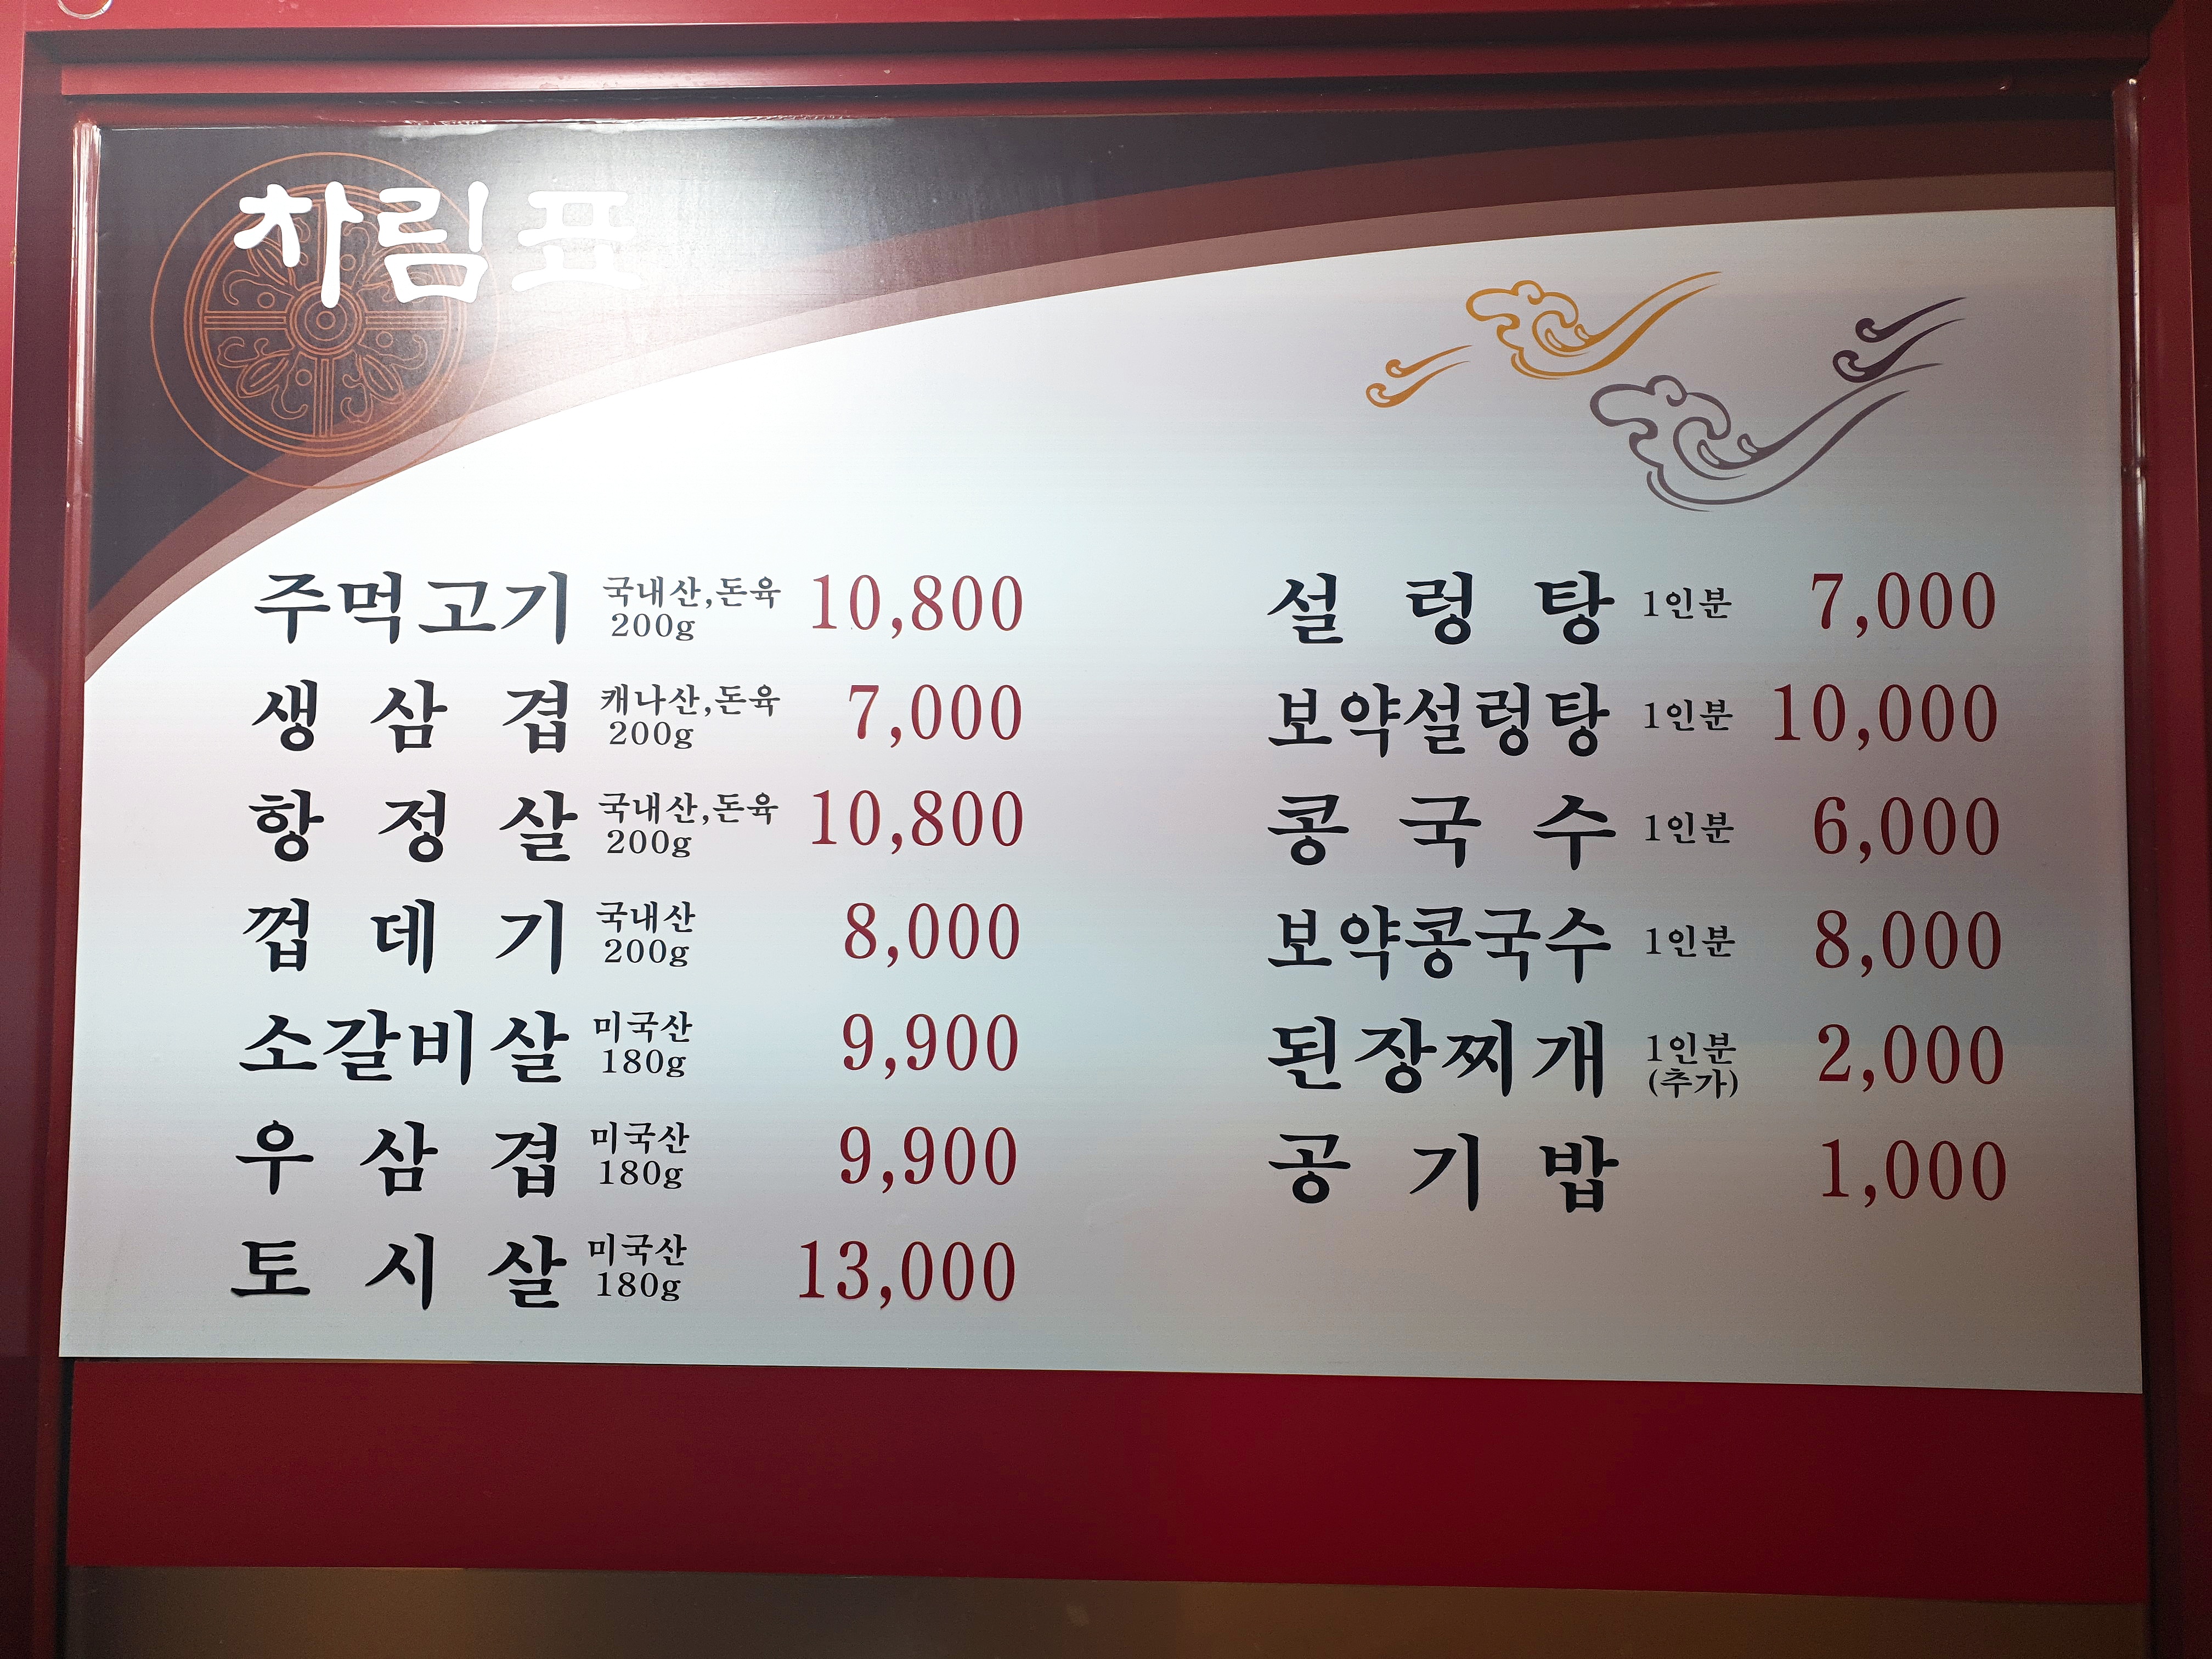 차림표
주먹고기 국내산,돈육 200g 10,800
생삼겹 캐나산,돈육 200g 7,000
항정살 국내산,돈육 200g 10,800
껍데기 국내산 200g 8,000
소갈비살 미국산 180g 9,900
우삼겹 미국산 180g 9,900
토시살 미국산 180g 13,000
설렁탕 1인분 7,000
보약설렁탕 1인분 10,000
콩국수 1인분 6,000
보약콩국수 1인분 8,000
된장찌개 1인분 (추가) 2,000
공기밥 1,000